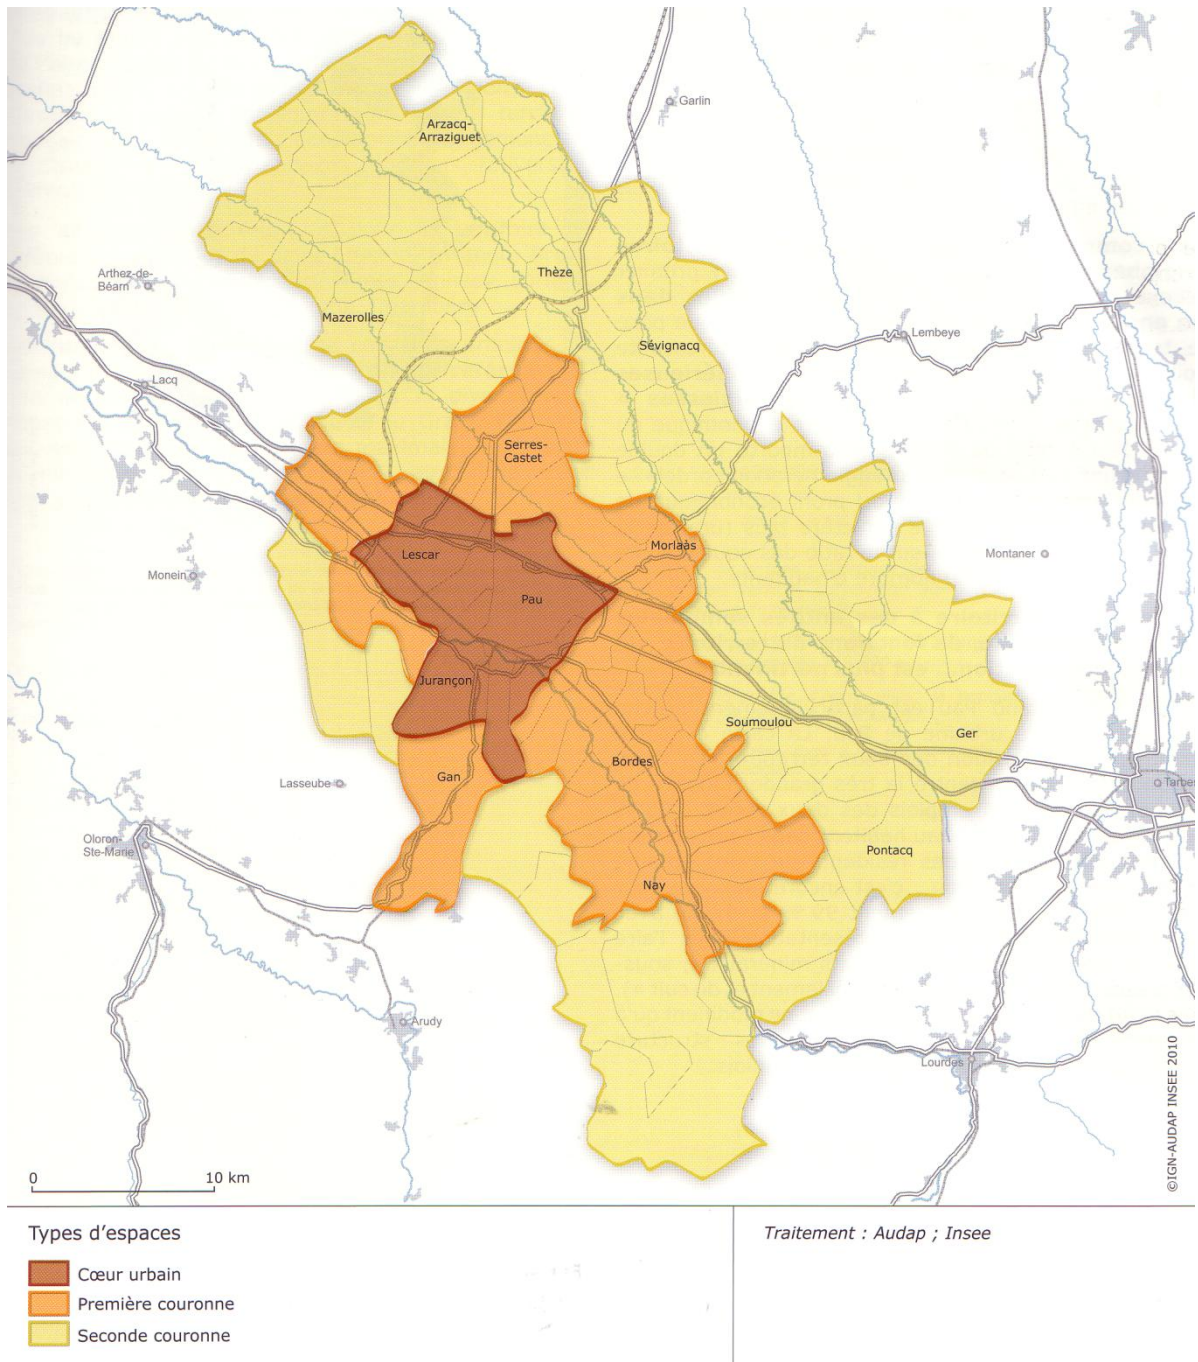 Garlin
Arzacq-
Arraziguet
Thèze
Arthez-de-
Béarn
Mazerolles
Sévignacq
Lembeye
Lacq
Serres-
Castet
Lescar
Morlaàs
Montaner
Monein
Pau
Jurançon
Soumoulou
Ger
Gan
Bordes
Lasseube
Tarbes
Oloron-
Ste-Marie
Pontacq
Nay
Arudy
Lourdes
©IGN-AUDAP INSEE 2010
0
10 km
Types d’espaces
Traitement : Audap ; Insee
Cœur urbain
Première couronne
Seconde couronne